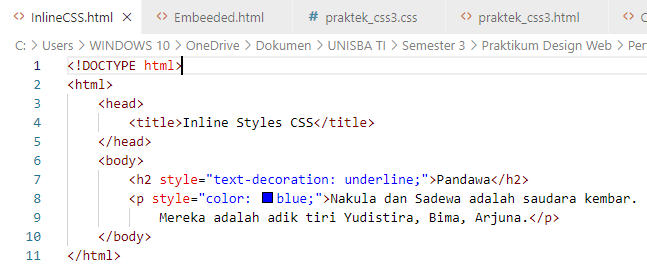 InlineCSS.html Embeeded.html praktek_css3.css praktek_css3.html
C: > Users > WINDOWS 10 > OneDrive > Dokumen > UNISBA TI > Semester 3 > Praktikum Design Web >
1 <!DOCTYPE html>
2 <html>
3 <head>
4 <title>Inline Styles CSS</title>
5 </head>
6 <body>
7 <h2 style="text-decoration: underline;">Pandawa</h2>
8 <p style="color: blue;">Nakula dan Sadewa adalah saudara kembar.
9 Mereka adalah adik tiri Yudistira, Bima, Arjuna.</p>
10 </body>
11 </html>